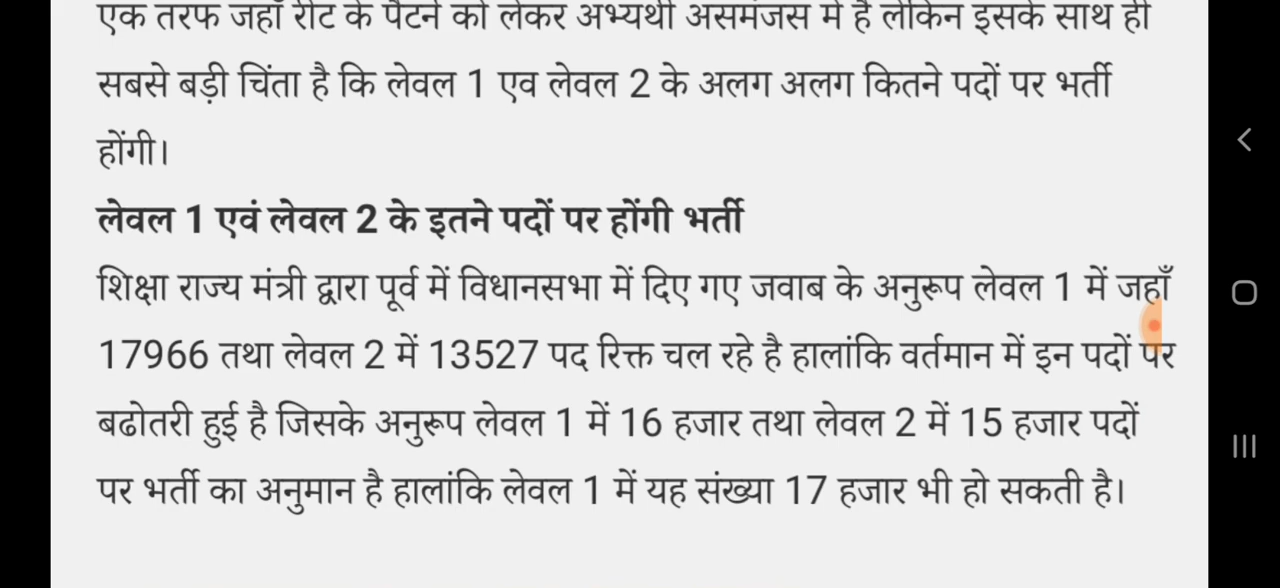 एक तरफ जहाँ रीट के पैटर्न को लेकर अभ्यर्थी असमंजस में है लेकिन इसके साथ ही
सबसे बड़ी चिंता है कि लेवल 1 एव लेवल 2 के अलग अलग कितने पदों पर भर्ती
होंगी।
लेवल 1 एवं लेवल 2 के इतने पदों पर होंगी भर्ती
शिक्षा राज्य मंत्री द्वारा पूर्व में विधानसभा में दिए गए जवाब के अनुरूप लेवल 1 में जहाँ
17966 तथा लेवल 2 में 13527 पद रिक्त चल रहे है हालांकि वर्तमान में इन पदों पर
बढोतरी हुई है जिसके अनुरूप लेवल 1 में 16 हजार तथा लेवल 2 में 15 हजार पदों
पर भर्ती का अनुमान है हालांकि लेवल 1 में यह संख्या 17 हजार भी हो सकती है।